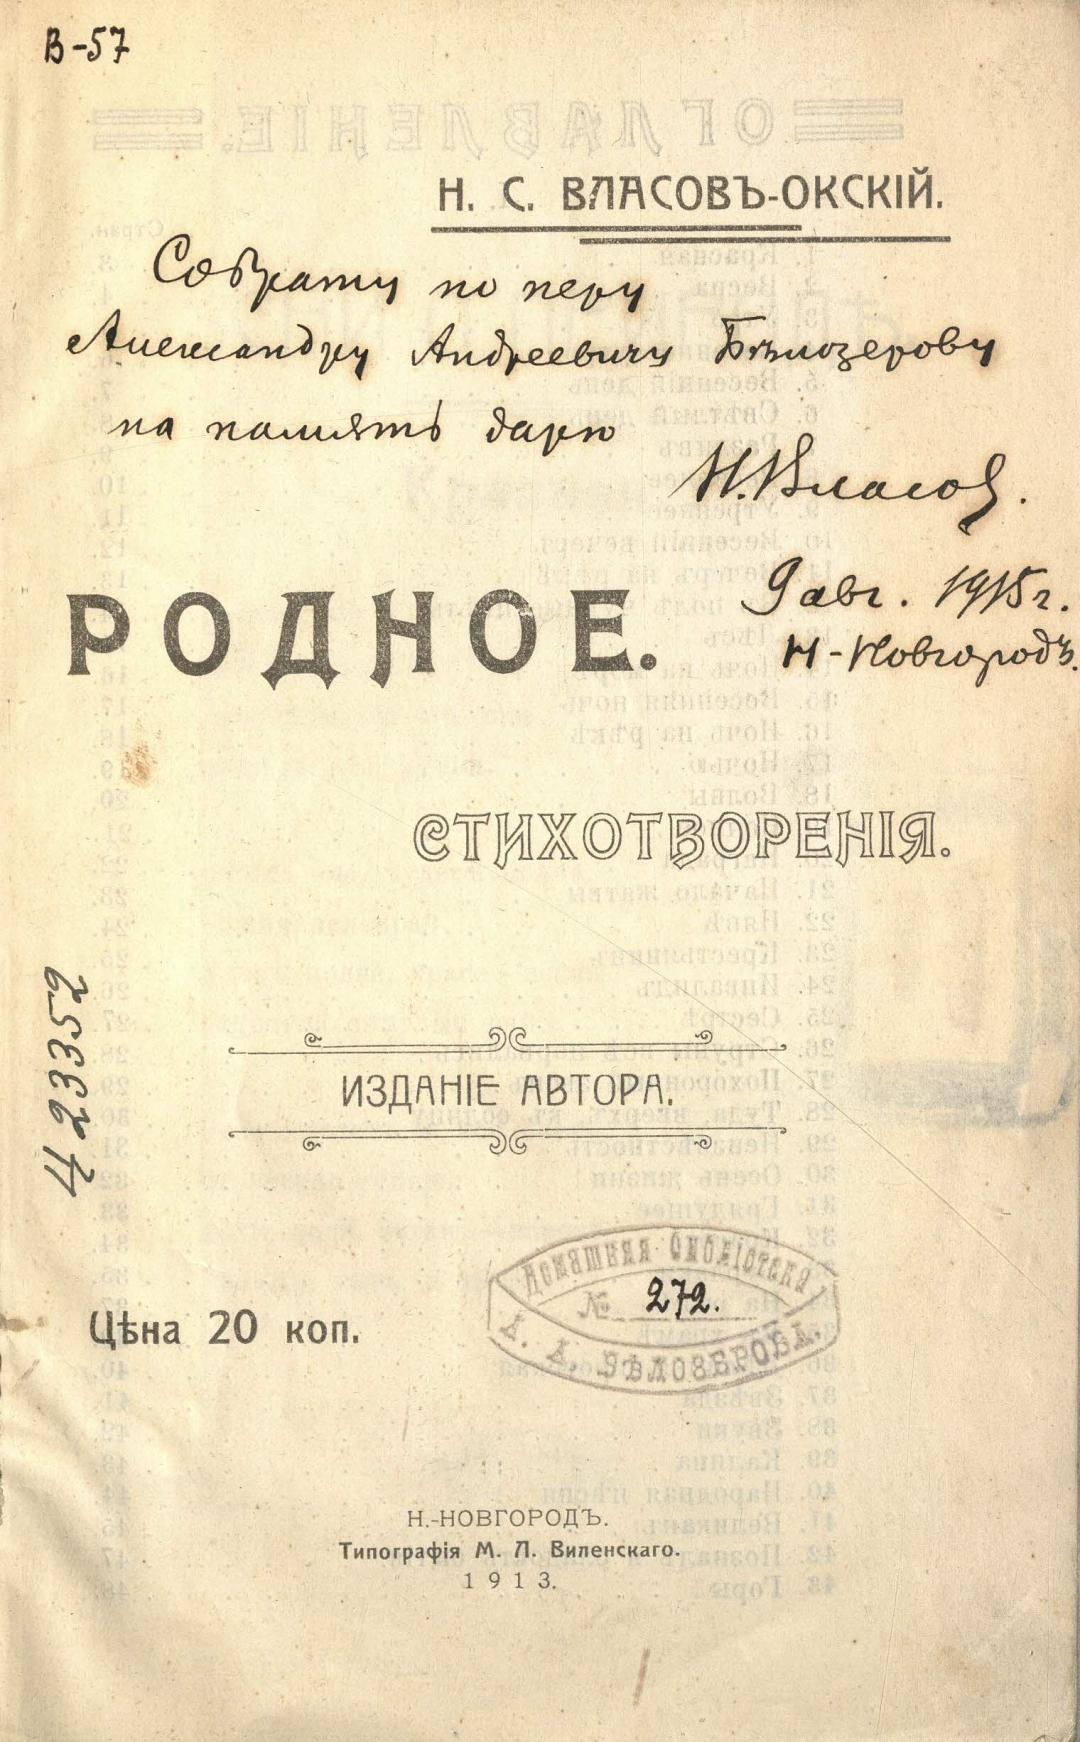 В-57
Н. С. ВЛАСОВЪ-ОКСКІЙ.
Собрату по перу
Александру Андреевичу Бѣлозерову
на память дарю
Н. Власов.
9 авг. 1915 г.
Н-Новгородъ.
РОДНОЕ.
СТИХОТВОРЕНІЯ.
423352
ИЗДАНІЕ АВТОРА.
Домашняя библіотека
№ 272.
А. А. БѢЛОЗЕРОВА.
Цѣна 20 коп.
Н.-НОВГОРОДЪ.
Типографія М. Л. Виленскаго.
1913.